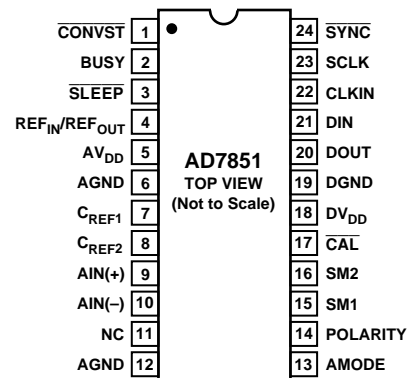 CONVST 1
BUSY 2
SLEEP 3
REFIN/REFOUT 4
AVDD 5
AGND 6
CREF1 7
CREF2 8
AIN(+) 9
AIN(–) 10
NC 11
AGND 12
AD7851
TOP VIEW
(Not to Scale)
24 SYNC
23 SCLK
22 CLKIN
21 DIN
20 DOUT
19 DGND
18 DVDD
17 CAL
16 SM2
15 SM1
14 POLARITY
13 AMODE